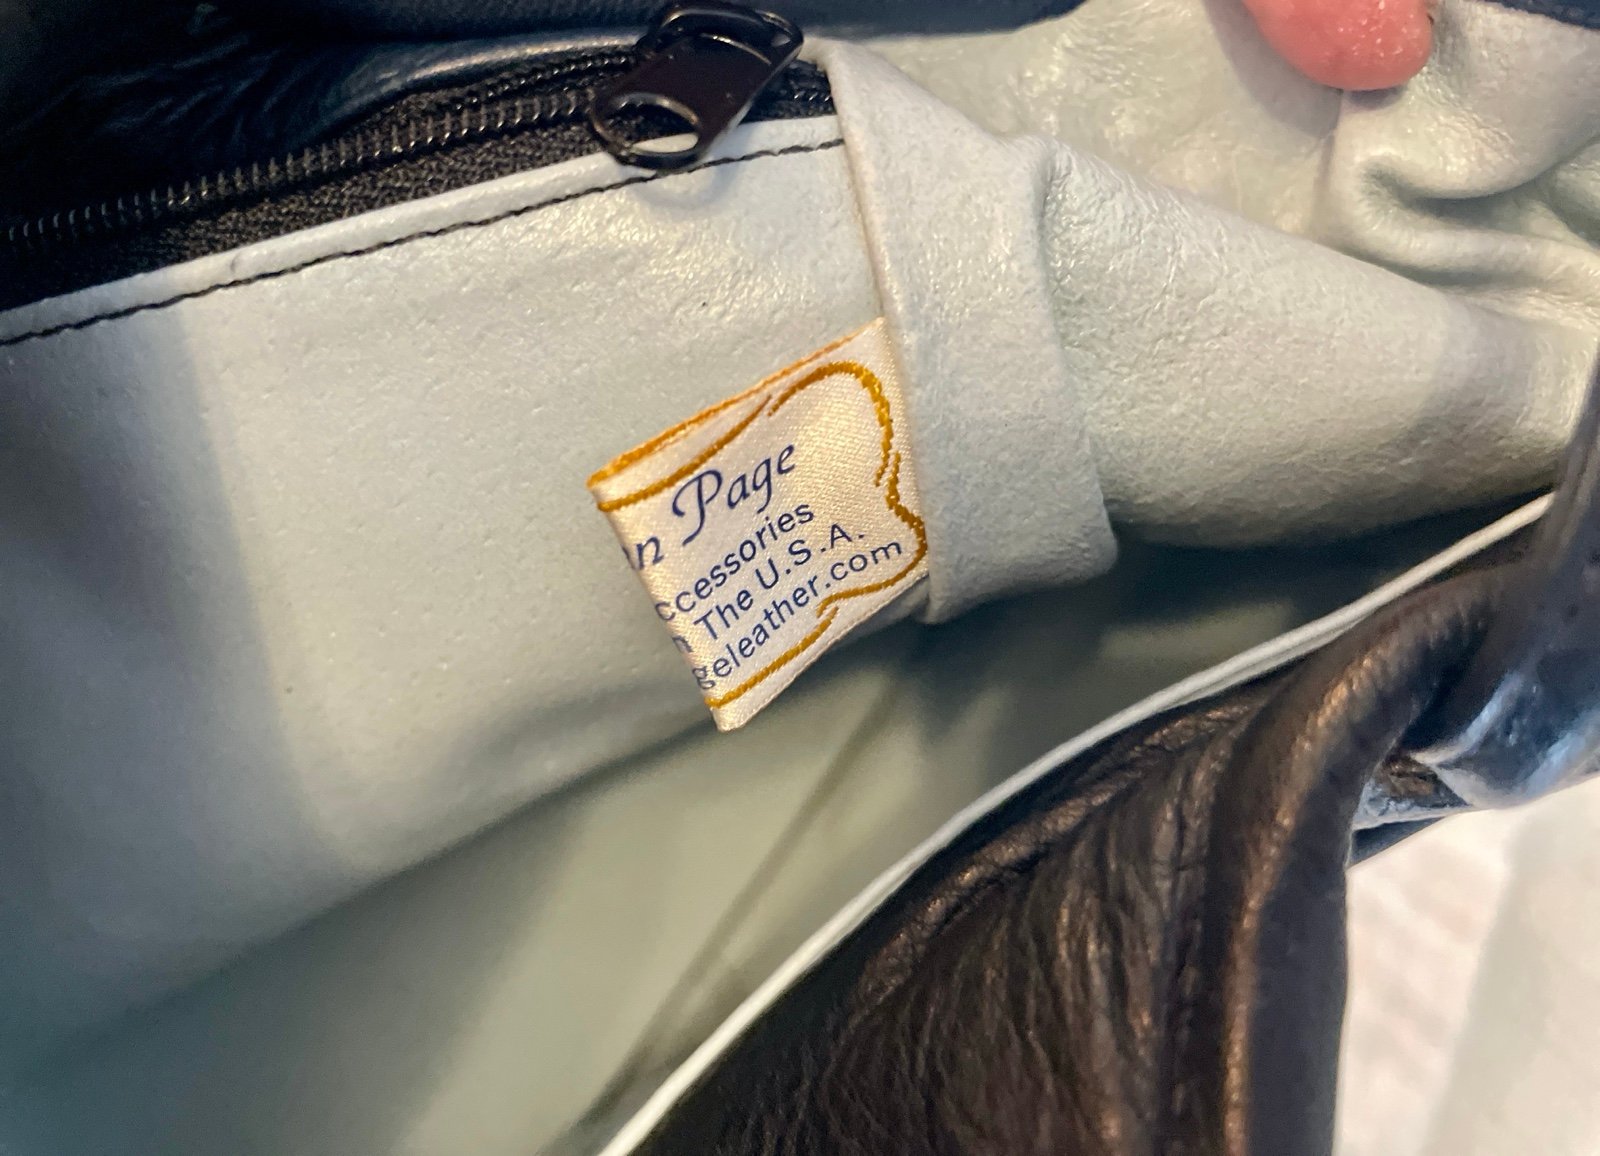 n Page
ccessories
n The U.S.A.
geleather.com